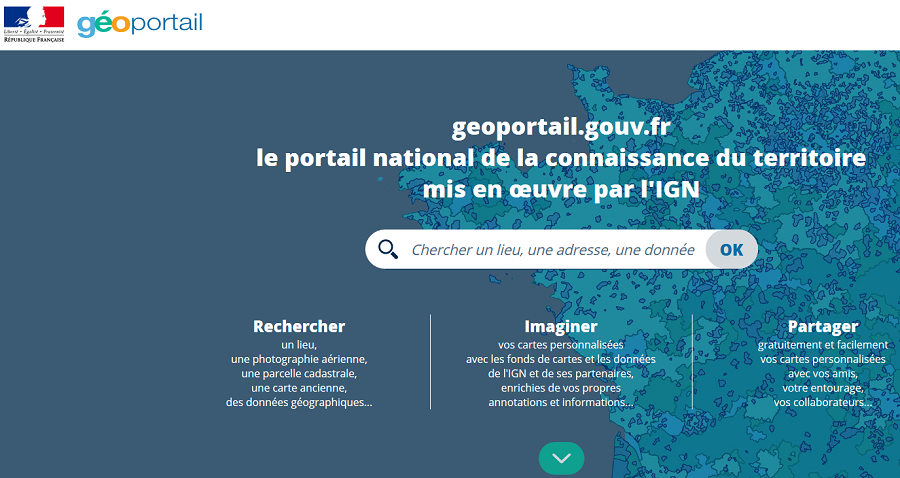 Liberté • Égalité • Fraternité
RÉPUBLIQUE FRANÇAISE
géoportail
geoportail.gouv.fr
le portail national de la connaissance du territoire
mis en œuvre par l'IGN
Chercher un lieu, une adresse, une donnée
OK
Rechercher
un lieu,
une photographie aérienne,
une parcelle cadastrale,
une carte ancienne,
des données géographiques...
Imaginer
vos cartes personnalisées
avec les fonds de cartes et les données
de l'IGN et de ses partenaires,
enrichies de vos propres
annotations et informations...
Partager
gratuitement et facilement
vos cartes personnalisées
avec vos amis,
votre entourage,
vos collaborateurs...